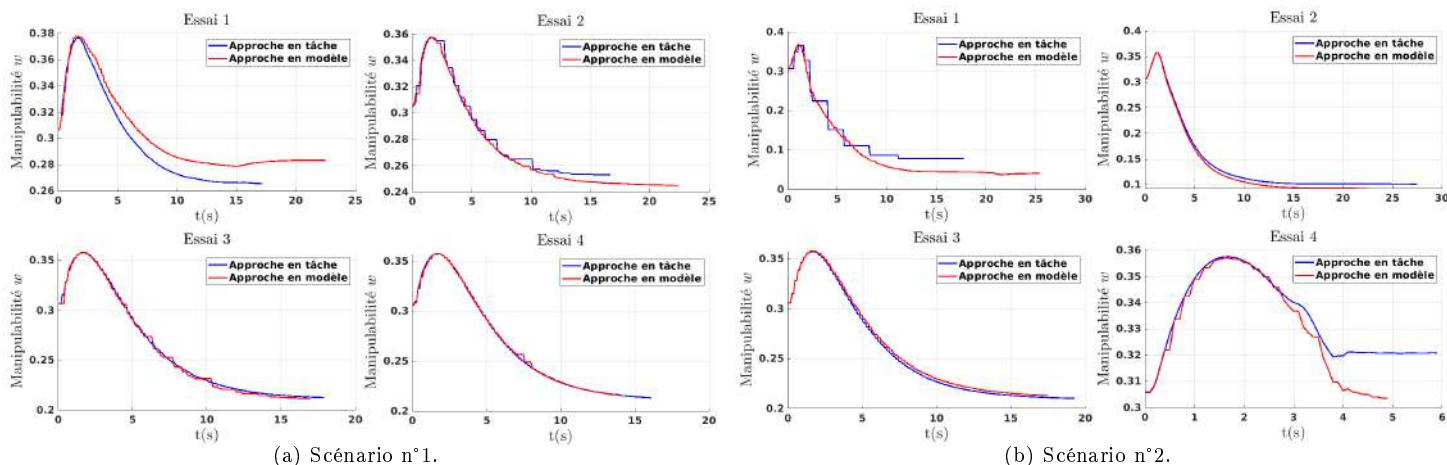 Essai 1
Manipulabilité w
0.38
0.36
0.34
0.32
0.3
0.28
0.26
Approche en tâche
Approche en modèle
0 5 10 15 20 25
t(s)
Essai 2
Manipulabilité w
0.36
0.34
0.32
0.3
0.28
0.26
0.24
Approche en tâche
Approche en modèle
0 5 10 15 20 25
t(s)
Essai 3
Manipulabilité w
0.35
0.3
0.25
0.2
Approche en tâche
Approche en modèle
0 5 10 15 20
t(s)
Essai 4
Manipulabilité w
0.35
0.3
0.25
0.2
Approche en tâche
Approche en modèle
0 5 10 15 20
t(s)
(a) Scénario n°1.
Essai 1
Manipulabilité w
0.4
0.3
0.2
0.1
0
Approche en tâche
Approche en modèle
0 5 10 15 20 25 30
t(s)
Essai 2
Manipulabilité w
0.4
0.35
0.3
0.25
0.2
0.15
0.1
Approche en tâche
Approche en modèle
0 5 10 15 20 25 30
t(s)
Essai 3
Manipulabilité w
0.35
0.3
0.25
0.2
Approche en tâche
Approche en modèle
0 5 10 15 20
t(s)
Essai 4
Manipulabilité w
0.36
0.35
0.34
0.33
0.32
0.31
0.3
Approche en tâche
Approche en modèle
0 1 2 3 4 5 6
t(s)
(b) Scénario n°2.